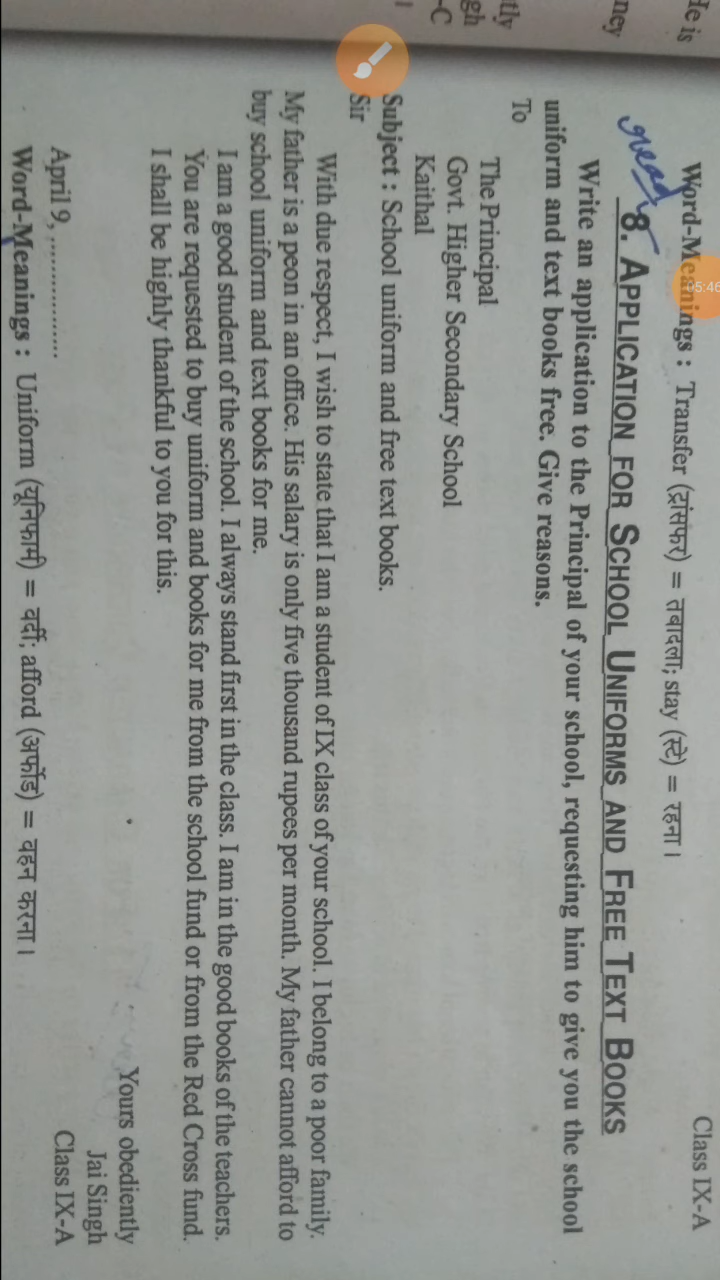 He is
ney
tly
gh
-C
Class IX-A
Word-Meanings : Transfer (ट्रांसफर) = तबादला; stay (स्टे) = रहना।
05:46
read
8. APPLICATION FOR SCHOOL UNIFORMS AND FREE TEXT BOOKS
Write an application to the Principal of your school, requesting him to give you the school
uniform and text books free. Give reasons.
To
The Principal
Govt. Higher Secondary School
Kaithal
Subject : School uniform and free text books.
Sir
With due respect, I wish to state that I am a student of IX class of your school. I belong to a poor family.
My father is a peon in an office. His salary is only five thousand rupees per month. My father cannot afford to
buy school uniform and text books for me.
I am a good student of the school. I always stand first in the class. I am in the good books of the teachers.
You are requested to buy uniform and books for me from the school fund or from the Red Cross fund.
I shall be highly thankful to you for this.
Yours obediently
Jai Singh
Class IX-A
April 9, ................
Word-Meanings : Uniform (यूनिफार्म) = वर्दी; afford (अफोर्ड) = वहन करना।